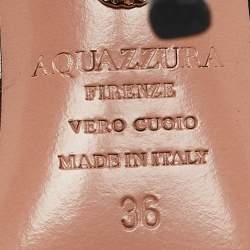 AQUAZZURA
FIRENZE
VERO CUOIO
MADE IN ITALY
36